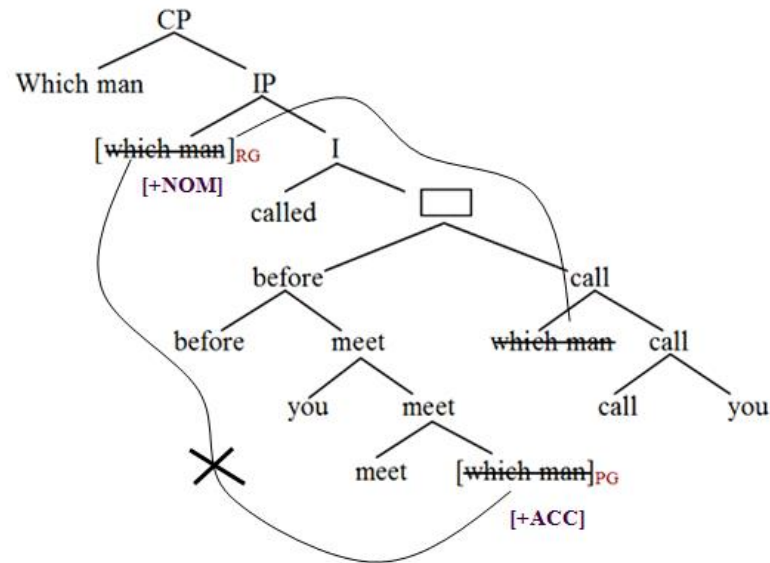 CP
Which man IP
[which man]RG I
[+NOM]
called
before call
before meet which man call
you meet call you
meet [which man]PG
[+ACC]